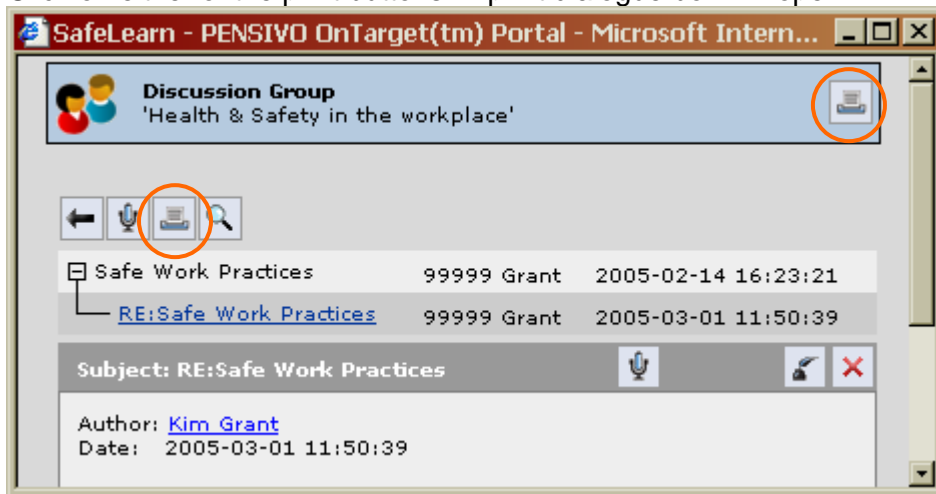 SafeLearn - PENSIVO OnTarget(tm) Portal - Microsoft Intern...
Discussion Group
'Health & Safety in the workplace'
Safe Work Practices 99999 Grant 2005-02-14 16:23:21
RE:Safe Work Practices 99999 Grant 2005-03-01 11:50:39
Subject: RE:Safe Work Practices
Author: Kim Grant
Date: 2005-03-01 11:50:39